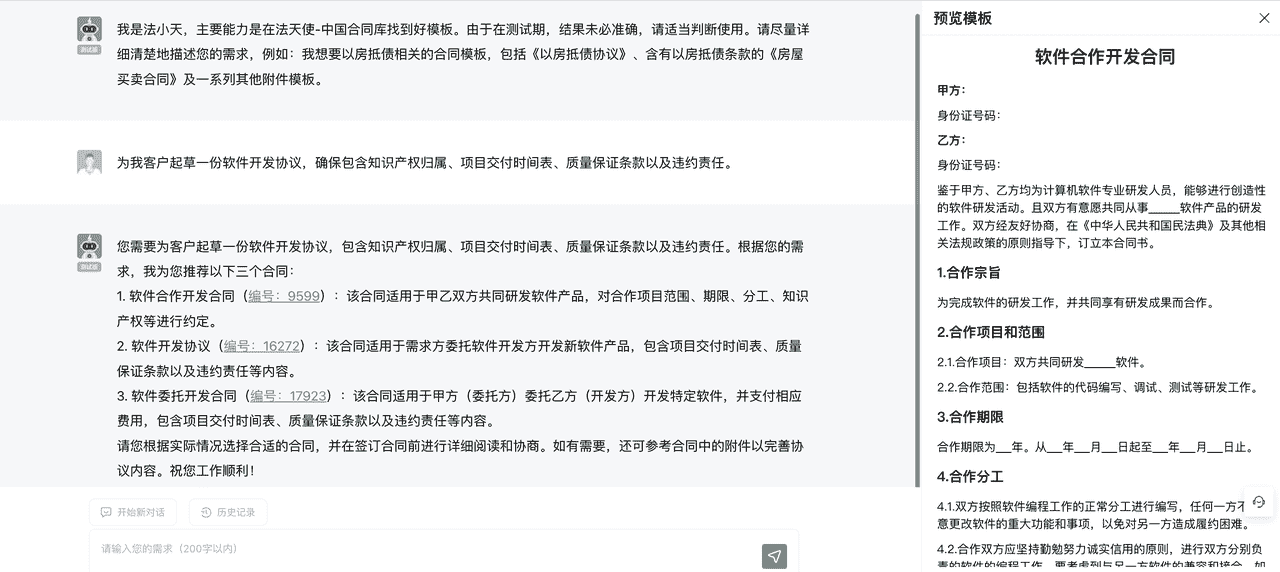 我是法小天，主要能力是在法天使-中国合同库找到好模板。由于在测试期，结果未必准确，请适当判断使用。请尽量详
测试版
细清楚地描述您的需求，例如：我想要以房抵债相关的合同模板，包括《以房抵债协议》、含有以房抵债条款的《房屋
买卖合同》及一系列其他附件模板。
为我客户起草一份软件开发协议，确保包含知识产权归属、项目交付时间表、质量保证条款以及违约责任。
您需要为客户起草一份软件开发协议，包含知识产权归属、项目交付时间表、质量保证条款以及违约责任。根据您的需
测试版
求，我为您推荐以下三个合同：
1. 软件合作开发合同（编号：9599）：该合同适用于甲乙双方共同研发软件产品，对合作项目范围、期限、分工、知识
产权等进行约定。
2. 软件开发协议（编号：16272）：该合同适用于需求方委托软件开发方开发新软件产品，包含项目交付时间表、质量
保证条款以及违约责任等内容。
3. 软件委托开发合同（编号：17923）：该合同适用于甲方（委托方）委托乙方（开发方）开发特定软件，并支付相应
费用，包含项目交付时间表、质量保证条款以及违约责任等内容。
请您根据实际情况选择合适的合同，并在签订合同前进行详细阅读和协商。如有需要，还可参考合同中的附件以完善协
议内容。祝您工作顺利！
开始新对话
历史记录
请输入您的需求（200字以内）
预览模板
软件合作开发合同
甲方：
身份证号码：
乙方：
身份证号码：
鉴于甲方、乙方均为计算机软件专业研发人员，能够进行创造性
的软件研发活动。且双方有意愿共同从事_____软件产品的研发
工作。双方经友好协商，在《中华人民共和国民法典》及其他相
关法规政策的原则指导下，订立本合同书。
1.合作宗旨
为完成软件的研发工作，并共同享有研发成果而合作。
2.合作项目和范围
2.1.合作项目：双方共同研发_____软件。
2.2.合作范围：包括软件的代码编写、调试、测试等研发工作。
3.合作期限
合作期限为__年。从__年__月__日起至__年__月__日止。
4.合作分工
4.1.双方按照软件编程工作的正常分工进行编写，任何一方不
意更改软件的重大功能和事项，以免对另一方造成履约困难。
4.2.合作双方应坚持勤勉努力诚实信用的原则，进行双方分别负
责的软件的编程工作，要考虑到与另一方软件的兼容和接合，如